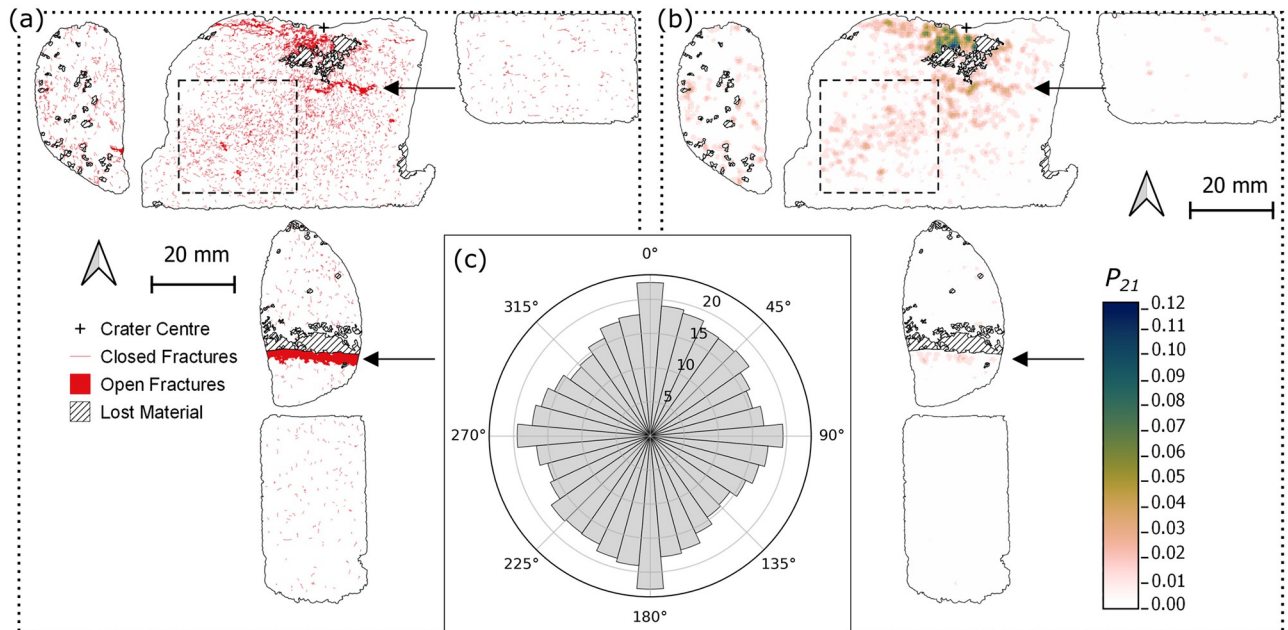 (a)
20 mm
Crater Centre
Closed Fractures
Open Fractures
Lost Material
(b)
20 mm
P21
0.12
0.11
0.10
0.09
0.08
0.07
0.06
0.05
0.04
0.03
0.02
0.01
0.00
(c)
0°
45°
90°
135°
180°
225°
270°
315°
20
15
10
5